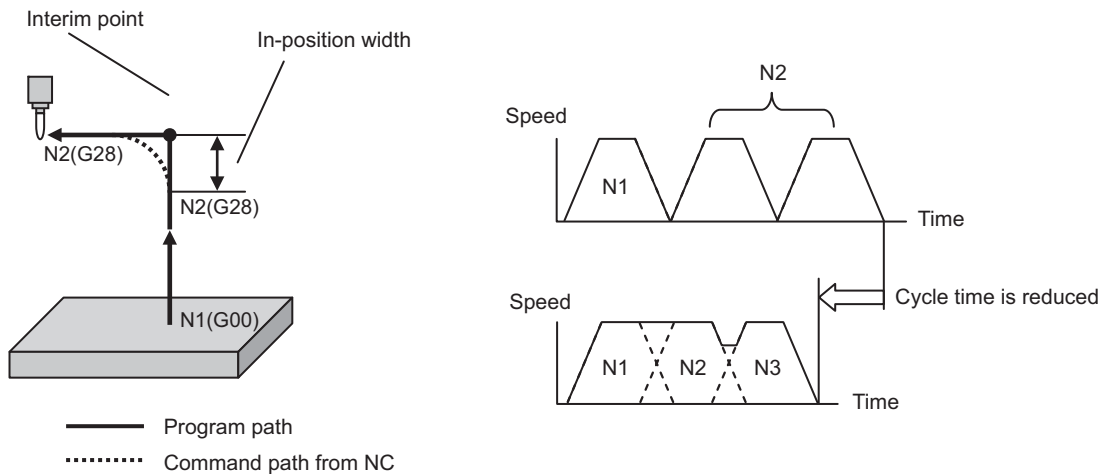 Interim point
In-position width
N2(G28)
N2(G28)
N1(G00)
Program path
Command path from NC
N2
Speed
N1
Time
Cycle time is reduced
Speed
N1
N2
N3
Time